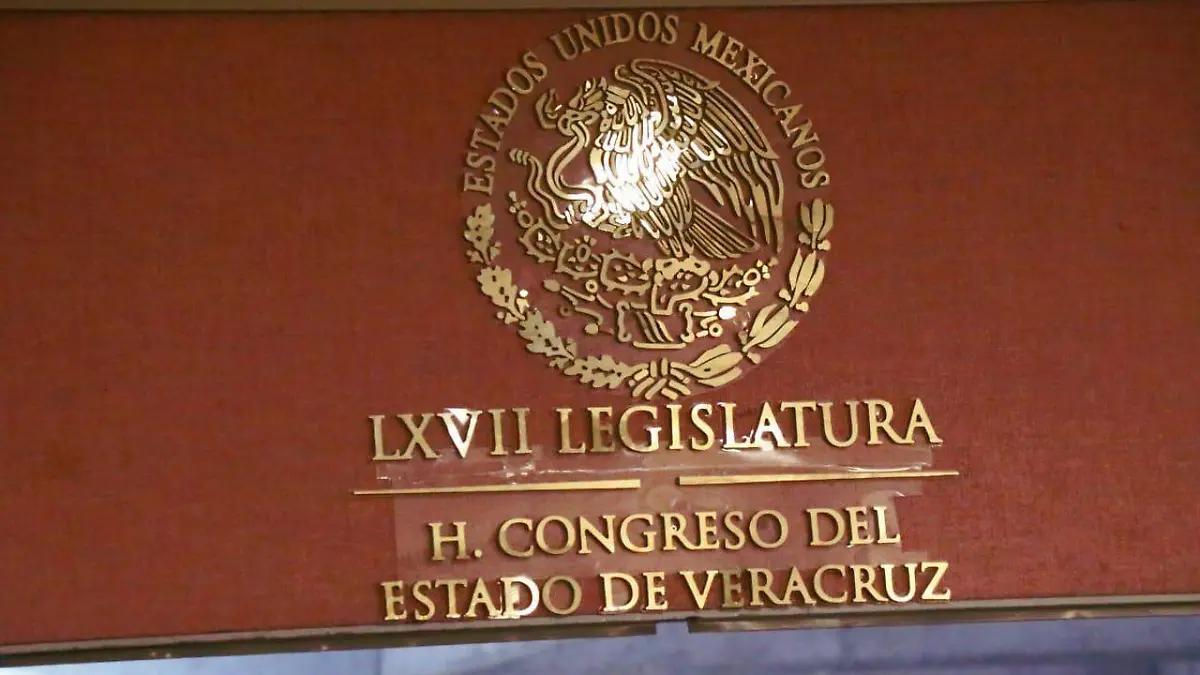 ESTADOS UNIDOS MEXICANOS
LXVII LEGISLATURA
H. CONGRESO DEL
ESTADO DE VERACRUZ